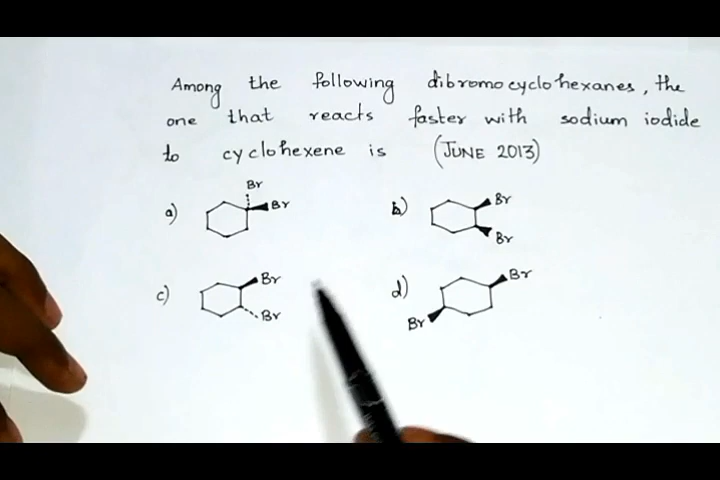 Among the following dibromocyclohexanes, the
one that reacts faster with sodium iodide
to cyclohexene is (JUNE 2013)
a) Br Br
b) Br Br
c) Br Br
d) Br Br